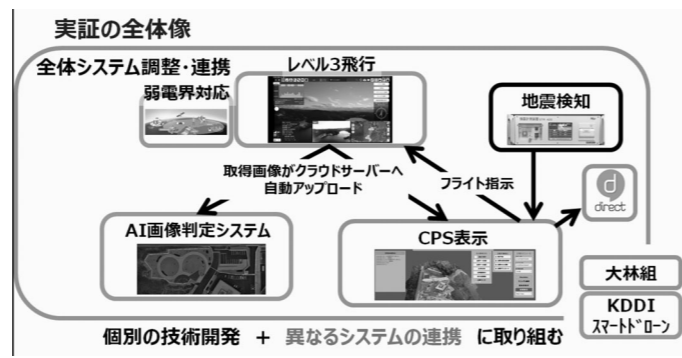 実証の全体像
全体システム調整・連携
レベル3飛行
弱電界対応
地震検知
取得画像がクラウドサーバーへ
自動アップロード
フライト指示
direct
AI画像判定システム
CPS表示
大林組
KDDI
スマートドローン
個別の技術開発 + 異なるシステムの連携 に取り組む